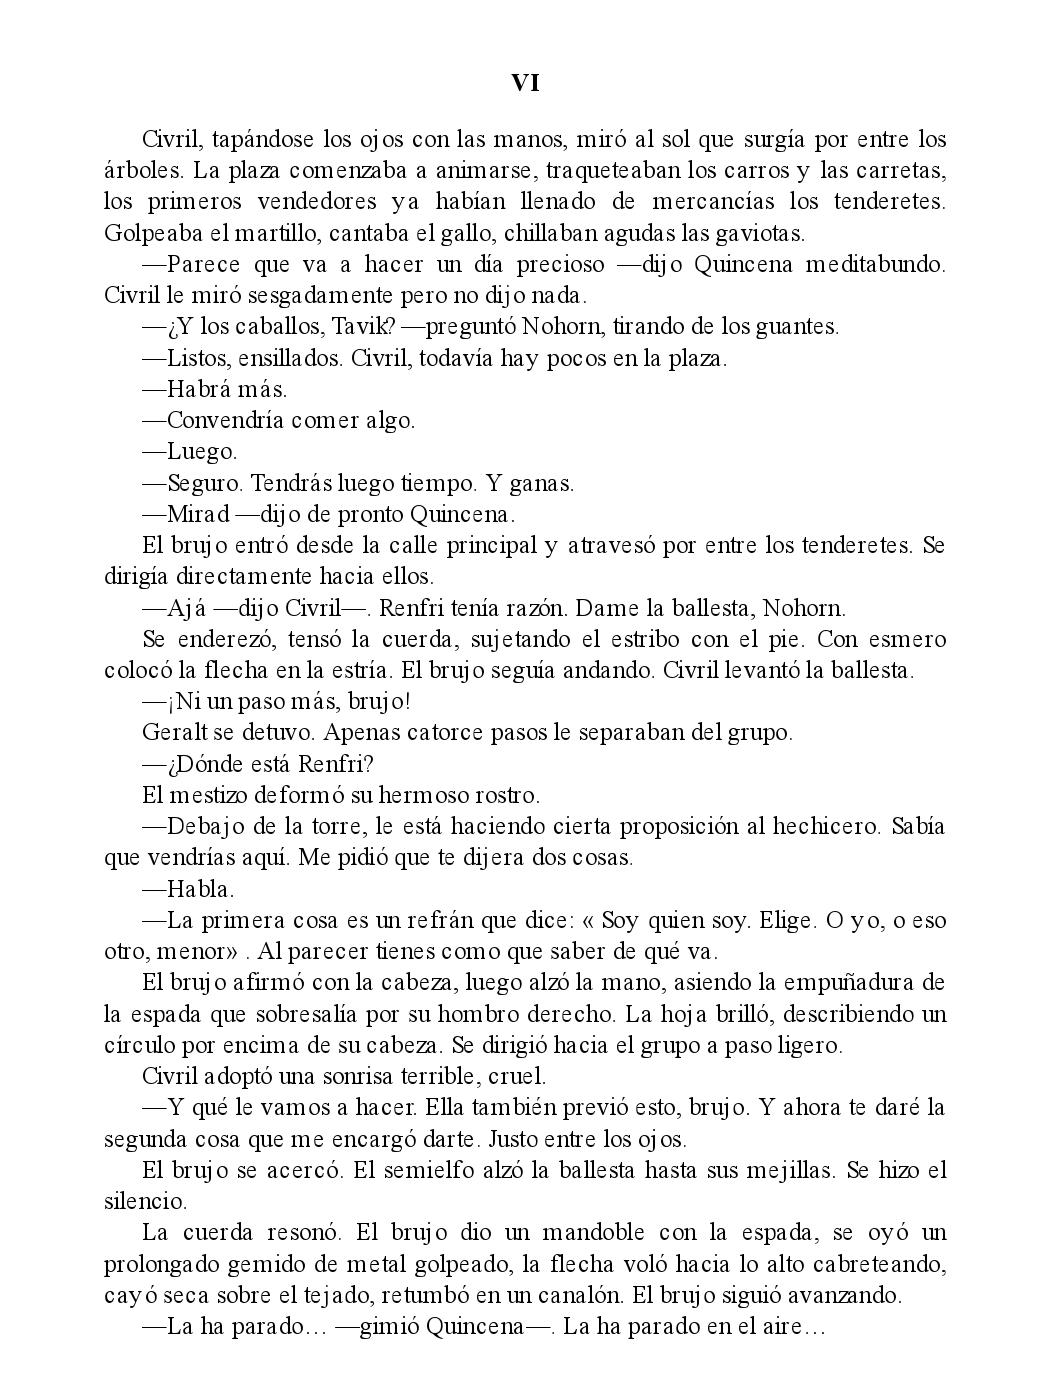 VI
Civril, tapándose los ojos con las manos, miró al sol que surgía por entre los
árboles. La plaza comenzaba a animarse, traqueteaban los carros y las carretas,
los primeros vendedores ya habían llenado de mercancías los tenderetes.
Golpeaba el martillo, cantaba el gallo, chillaban agudas las gaviotas.
—Parece que va a hacer un día precioso —dijo Quincena meditabundo.
Civril le miró sesgadamente pero no dijo nada.
—¿Y los caballos, Tavik? —preguntó Nohorn, tirando de los guantes.
—Listos, ensillados. Civril, todavía hay pocos en la plaza.
—Habrá más.
—Convendría comer algo.
—Luego.
—Seguro. Tendrás luego tiempo. Y ganas.
—Mirad —dijo de pronto Quincena.
El brujo entró desde la calle principal y atravesó por entre los tenderetes. Se
dirigía directamente hacia ellos.
—Ajá —dijo Civril—. Renfri tenía razón. Dame la ballesta, Nohorn.
Se enderezó, tensó la cuerda, sujetando el estribo con el pie. Con esmero
colocó la flecha en la estría. El brujo seguía andando. Civril levantó la ballesta.
—¡Ni un paso más, brujo!
Geralt se detuvo. Apenas catorce pasos le separaban del grupo.
—¿Dónde está Renfri?
El mestizo deformó su hermoso rostro.
—Debajo de la torre, le está haciendo cierta proposición al hechicero. Sabía
que vendrías aquí. Me pidió que te dijera dos cosas.
—Habla.
—La primera cosa es un refrán que dice: « Soy quien soy. Elige. O yo, o eso
otro, menor» . Al parecer tienes como que saber de qué va.
El brujo afirmó con la cabeza, luego alzó la mano, asiendo la empuñadura de
la espada que sobresalía por su hombro derecho. La hoja brilló, describiendo un
círculo por encima de su cabeza. Se dirigió hacia el grupo a paso ligero.
Civril adoptó una sonrisa terrible, cruel.
—Y qué le vamos a hacer. Ella también previó esto, brujo. Y ahora te daré la
segunda cosa que me encargó darte. Justo entre los ojos.
El brujo se acercó. El semielfo alzó la ballesta hasta sus mejillas. Se hizo el
silencio.
La cuerda resonó. El brujo dio un mandoble con la espada, se oyó un
prolongado gemido de metal golpeado, la flecha voló hacia lo alto cabreteando,
cayó seca sobre el tejado, retumbó en un canalón. El brujo siguió avanzando.
—La ha parado… —gimió Quincena—. La ha parado en el aire…